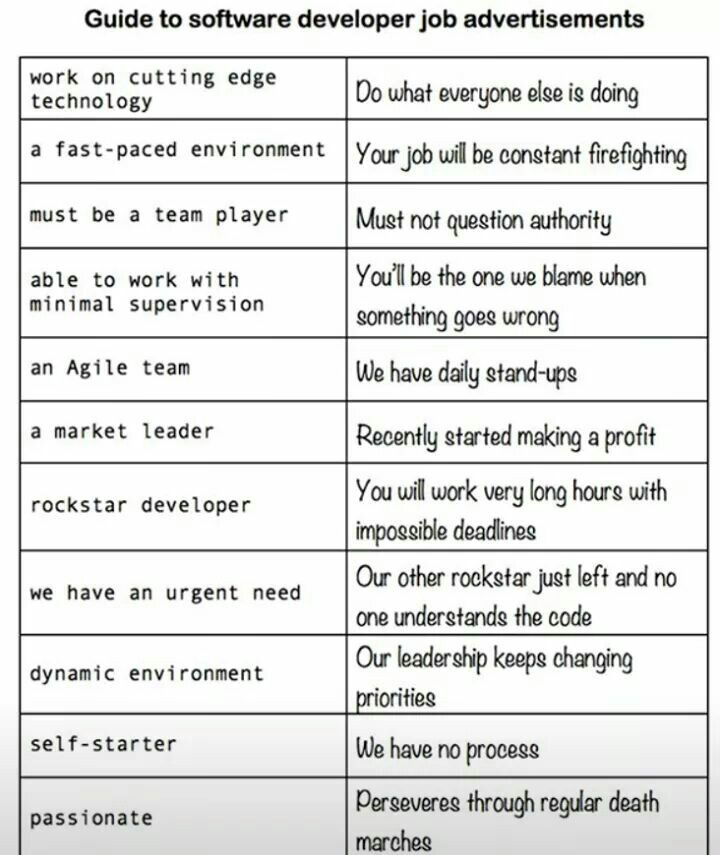 Guide to software developer job advertisements
work on cutting edge
technology
Do what everyone else is doing
a fast-paced environment
Your job will be constant firefighting
must be a team player
Must not question authority
able to work with
minimal supervision
You'll be the one we blame when
something goes wrong
an Agile team
We have daily stand-ups
a market leader
Recently started making a profit
rockstar developer
You will work very long hours with
impossible deadlines
we have an urgent need
Our other rockstar just left and no
one understands the code
dynamic environment
Our leadership keeps changing
priorities
self-starter
We have no process
passionate
Perseveres through regular death
marches